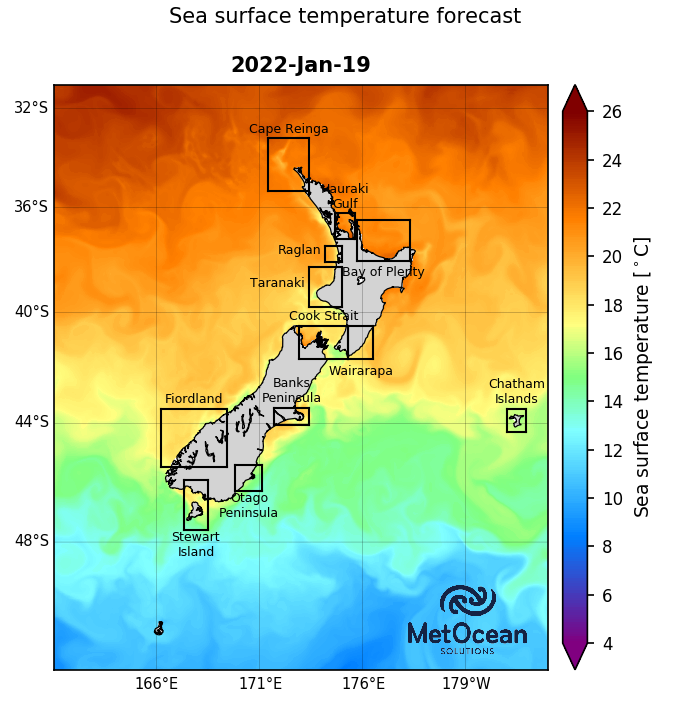 Sea surface temperature forecast
2022-Jan-19
32°S
36°S
40°S
44°S
48°S
Cape Reinga
Hauraki
Gulf
Raglan
Bay of Plenty
Taranaki
Cook Strait
Wairarapa
Banks
Peninsula
Chatham
Islands
Fiordland
Otago
Peninsula
Stewart
Island
MetOcean
SOLUTIONS
166°E
171°E
176°E
179°W
26
24
22
20
18
16
14
12
10
8
6
4
Sea surface temperature [°C]